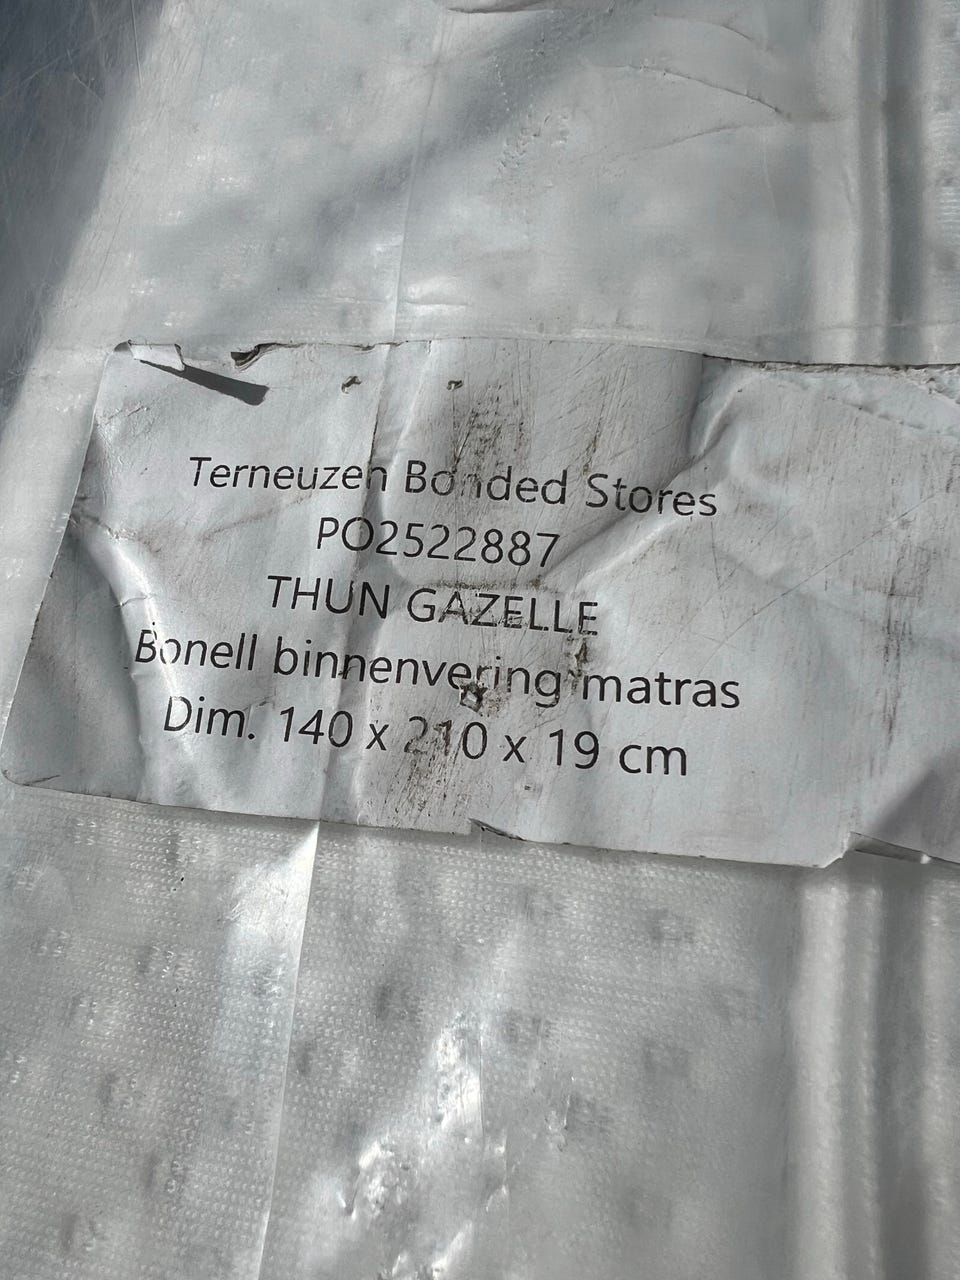 Terneuzen Bonded Stores
PO2522887
THUN GAZELLE
Bonell binnenvering matras
Dim. 140 x 210 x 19 cm